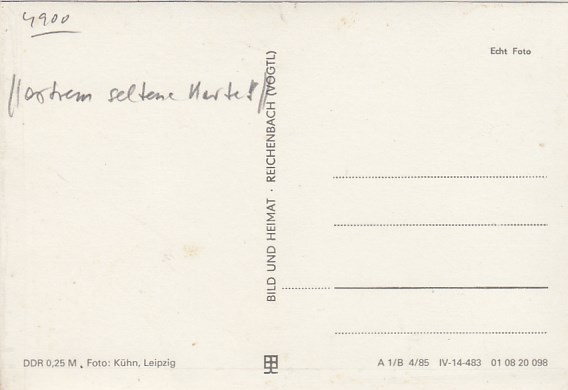 4900
//extrem seltene Karte!!//
Echt Foto
BILD UND HEIMAT · REICHENBACH (VOGTL)
DDR 0,25 M , Foto: Kühn, Leipzig
A 1/B 4/85 IV-14-483 01 08 20 098